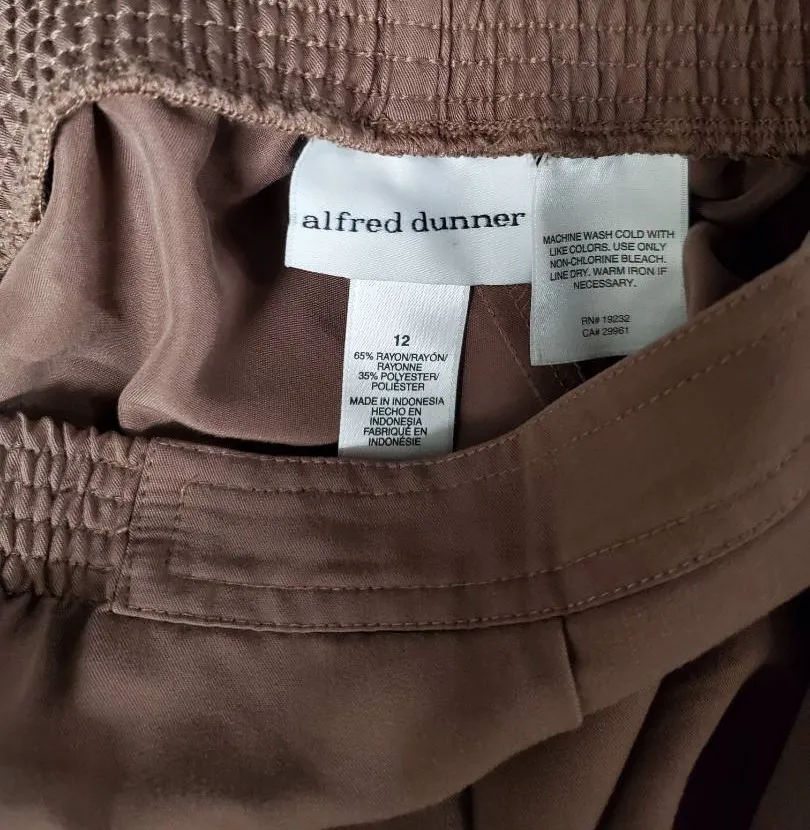 alfred dunner
MACHINE WASH COLD WITH
LIKE COLORS. USE ONLY
NON-CHLORINE BLEACH.
LINE DRY. WARM IRON IF
NECESSARY.
RN# 19232
CA# 29961
12
65% RAYON/RAYÓN/
RAYONNE
35% POLYESTER/
POLIÉSTER
MADE IN INDONESIA
HECHO EN
INDONESIA
FABRIQUÉ EN
INDONÉSIE